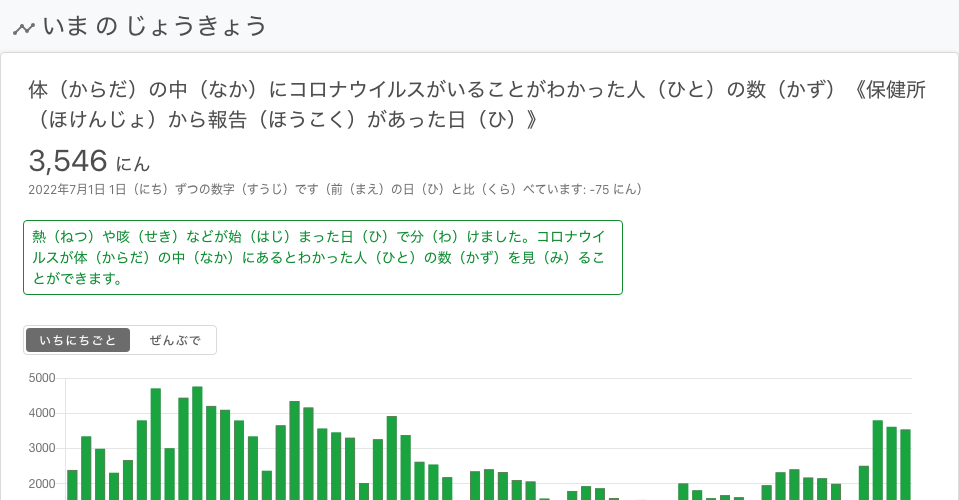 いま の じょうきょう
体（からだ）の中（なか）にコロナウイルスがいることがわかった人（ひと）の数（かず）《保健所
（ほけんじょ）から報告（ほうこく）があった日（ひ）》
3,546 にん
2022年7月1日 1日（にち）ずつの数字（すうじ）です（前（まえ）の日（ひ）と比（くら）べています: -75 にん）
熱（ねつ）や咳（せき）などが始（はじ）まった日（ひ）で分（わ）けました。コロナウイ
ルスが体（からだ）の中（なか）にあるとわかった人（ひと）の数（かず）を見（み）るこ
とができます。
いちにちごと ぜんぶで
5000
4000
3000
2000